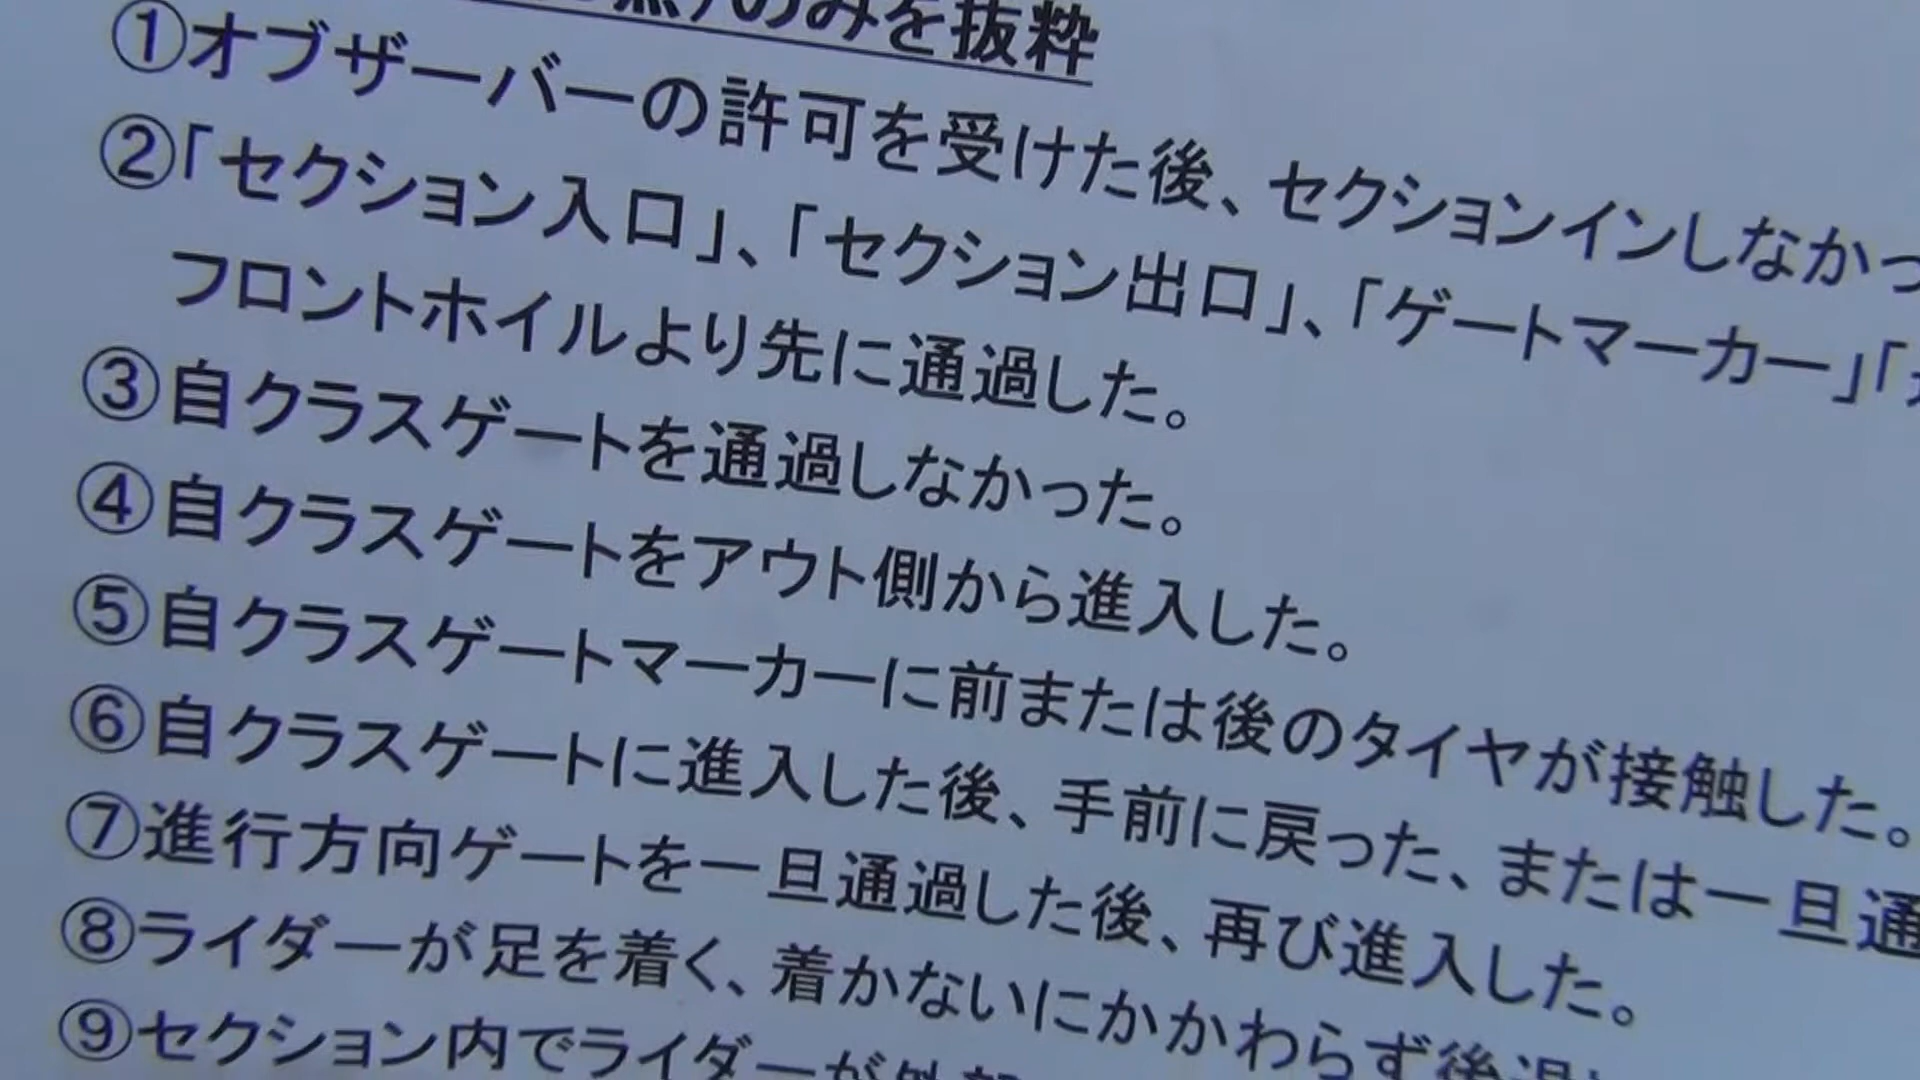 点)のみを抜粋
①オブザーバーの許可を受けた後、セクションインしなかっ
②「セクション入口」、「セクション出口」、「ゲートマーカー」「
フロントホイルより先に通過した。
③自クラスゲートを通過しなかった。
④自クラスゲートをアウト側から進入した。
⑤自クラスゲートマーカーに前または後のタイヤが接触した。
⑥自クラスゲートに進入した後、手前に戻った、または一旦通
⑦進行方向ゲートを一旦通過した後、再び進入した。
⑧ライダーが足を着く、着かないにかかわらず後退
⑨セクション内でライダーが外部